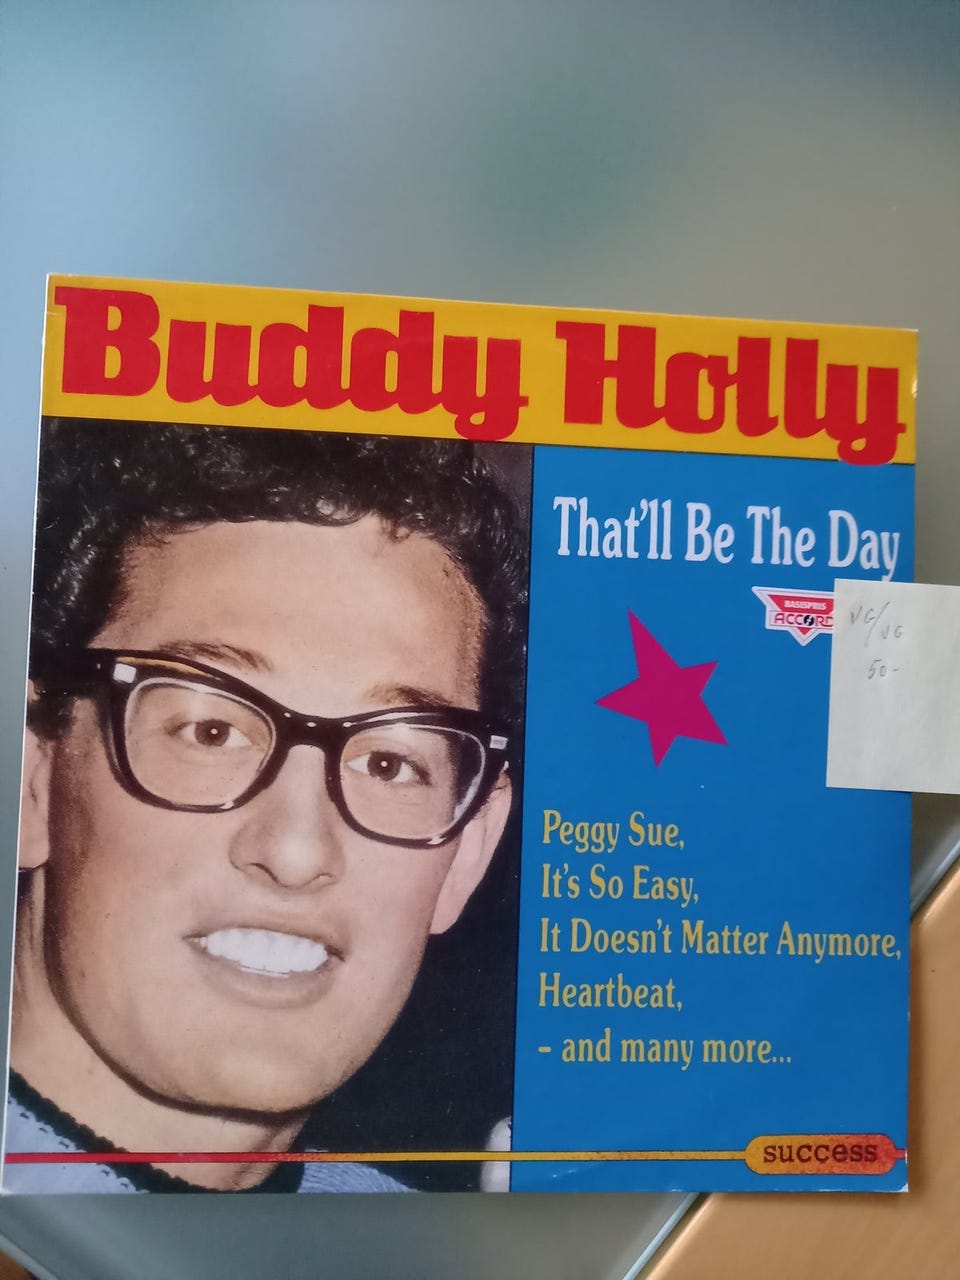 Buddy Holly
That'll Be The Day
BASISPRIS
ACCORD
VG/VG
50-
Peggy Sue,
It's So Easy,
It Doesn't Matter Anymore,
Heartbeat,
- and many more...
success